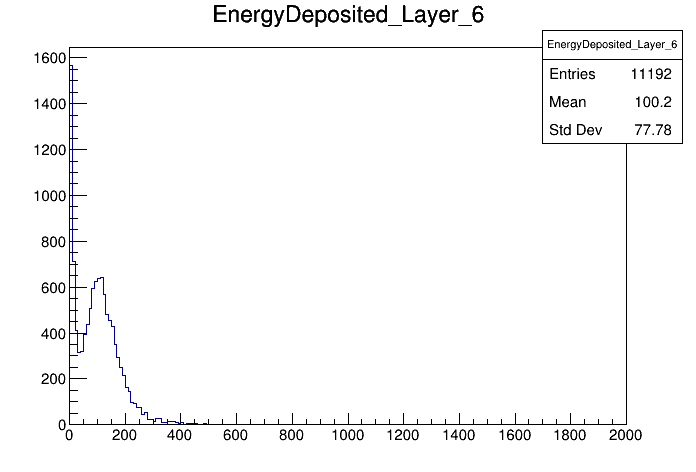 EnergyDeposited_Layer_6
EnergyDeposited_Layer_6
Entries 11192
Mean 100.2
Std Dev 77.78
1600
1400
1200
1000
800
600
400
200
0
0 200 400 600 800 1000 1200 1400 1600 1800 2000